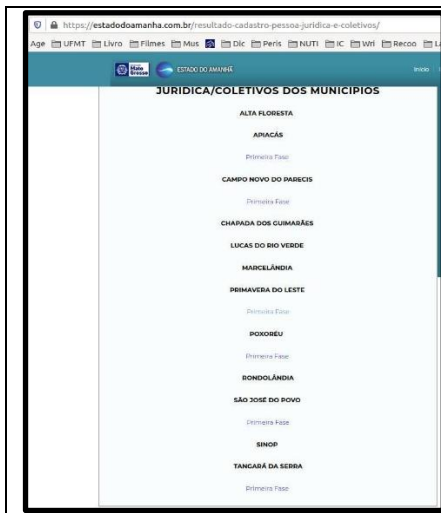 https://estadodoamanha.com.br/resultado-cadastro-pessoa-juridica-e-coletivos/
Age UFMT Livro Filmes Mus Dic Peris NUTI IC Wri Recoo
Mato Grosso ESTADO DO AMANHÃ Início
JURÍDICA/COLETIVOS DOS MUNICÍPIOS
ALTA FLORESTA
APIACÁS
Primeira Fase
CAMPO NOVO DO PARECIS
Primeira Fase
CHAPADA DOS GUIMARÃES
LUCAS DO RIO VERDE
MARCELÂNDIA
PRIMAVERA DO LESTE
Primeira Fase
POXORÉU
Primeira Fase
RONDOLÂNDIA
SÃO JOSÉ DO POVO
Primeira Fase
SINOP
TANGARÁ DA SERRA
Primeira Fase